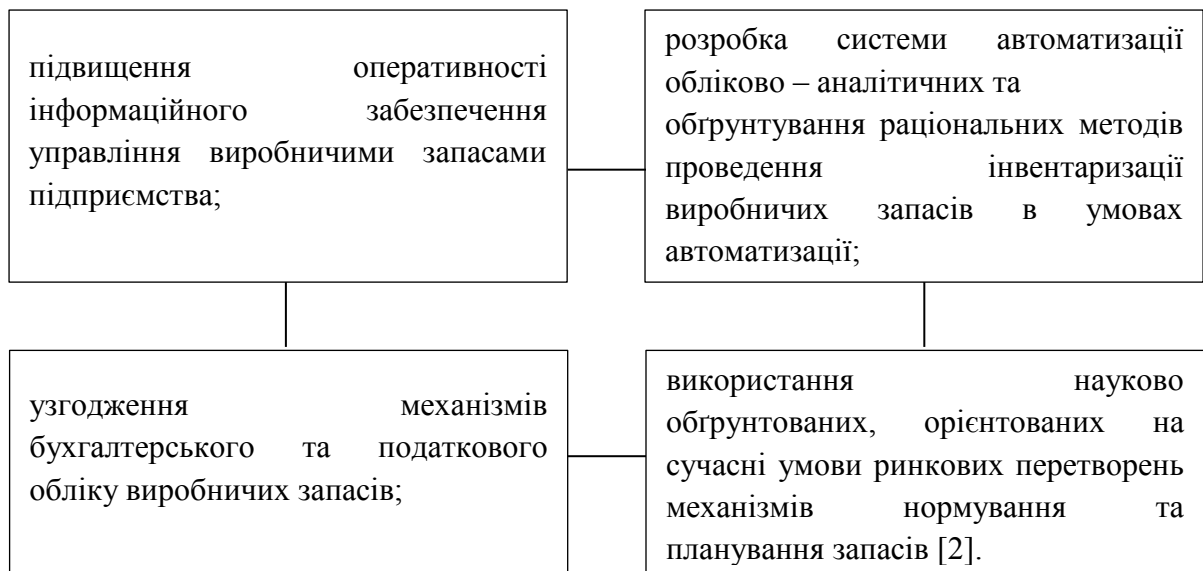 підвищення оперативності
інформаційного забезпечення
управління виробничими запасами
підприємства;
розробка системи автоматизації
обліково – аналітичних та
обґрунтування раціональних методів
проведення інвентаризації
виробничих запасів в умовах
автоматизації;
узгодження механізмів
бухгалтерського та податкового
обліку виробничих запасів;
використання науково
обґрунтованих, орієнтованих на
сучасні умови ринкових перетворень
механізмів нормування та
планування запасів [2].